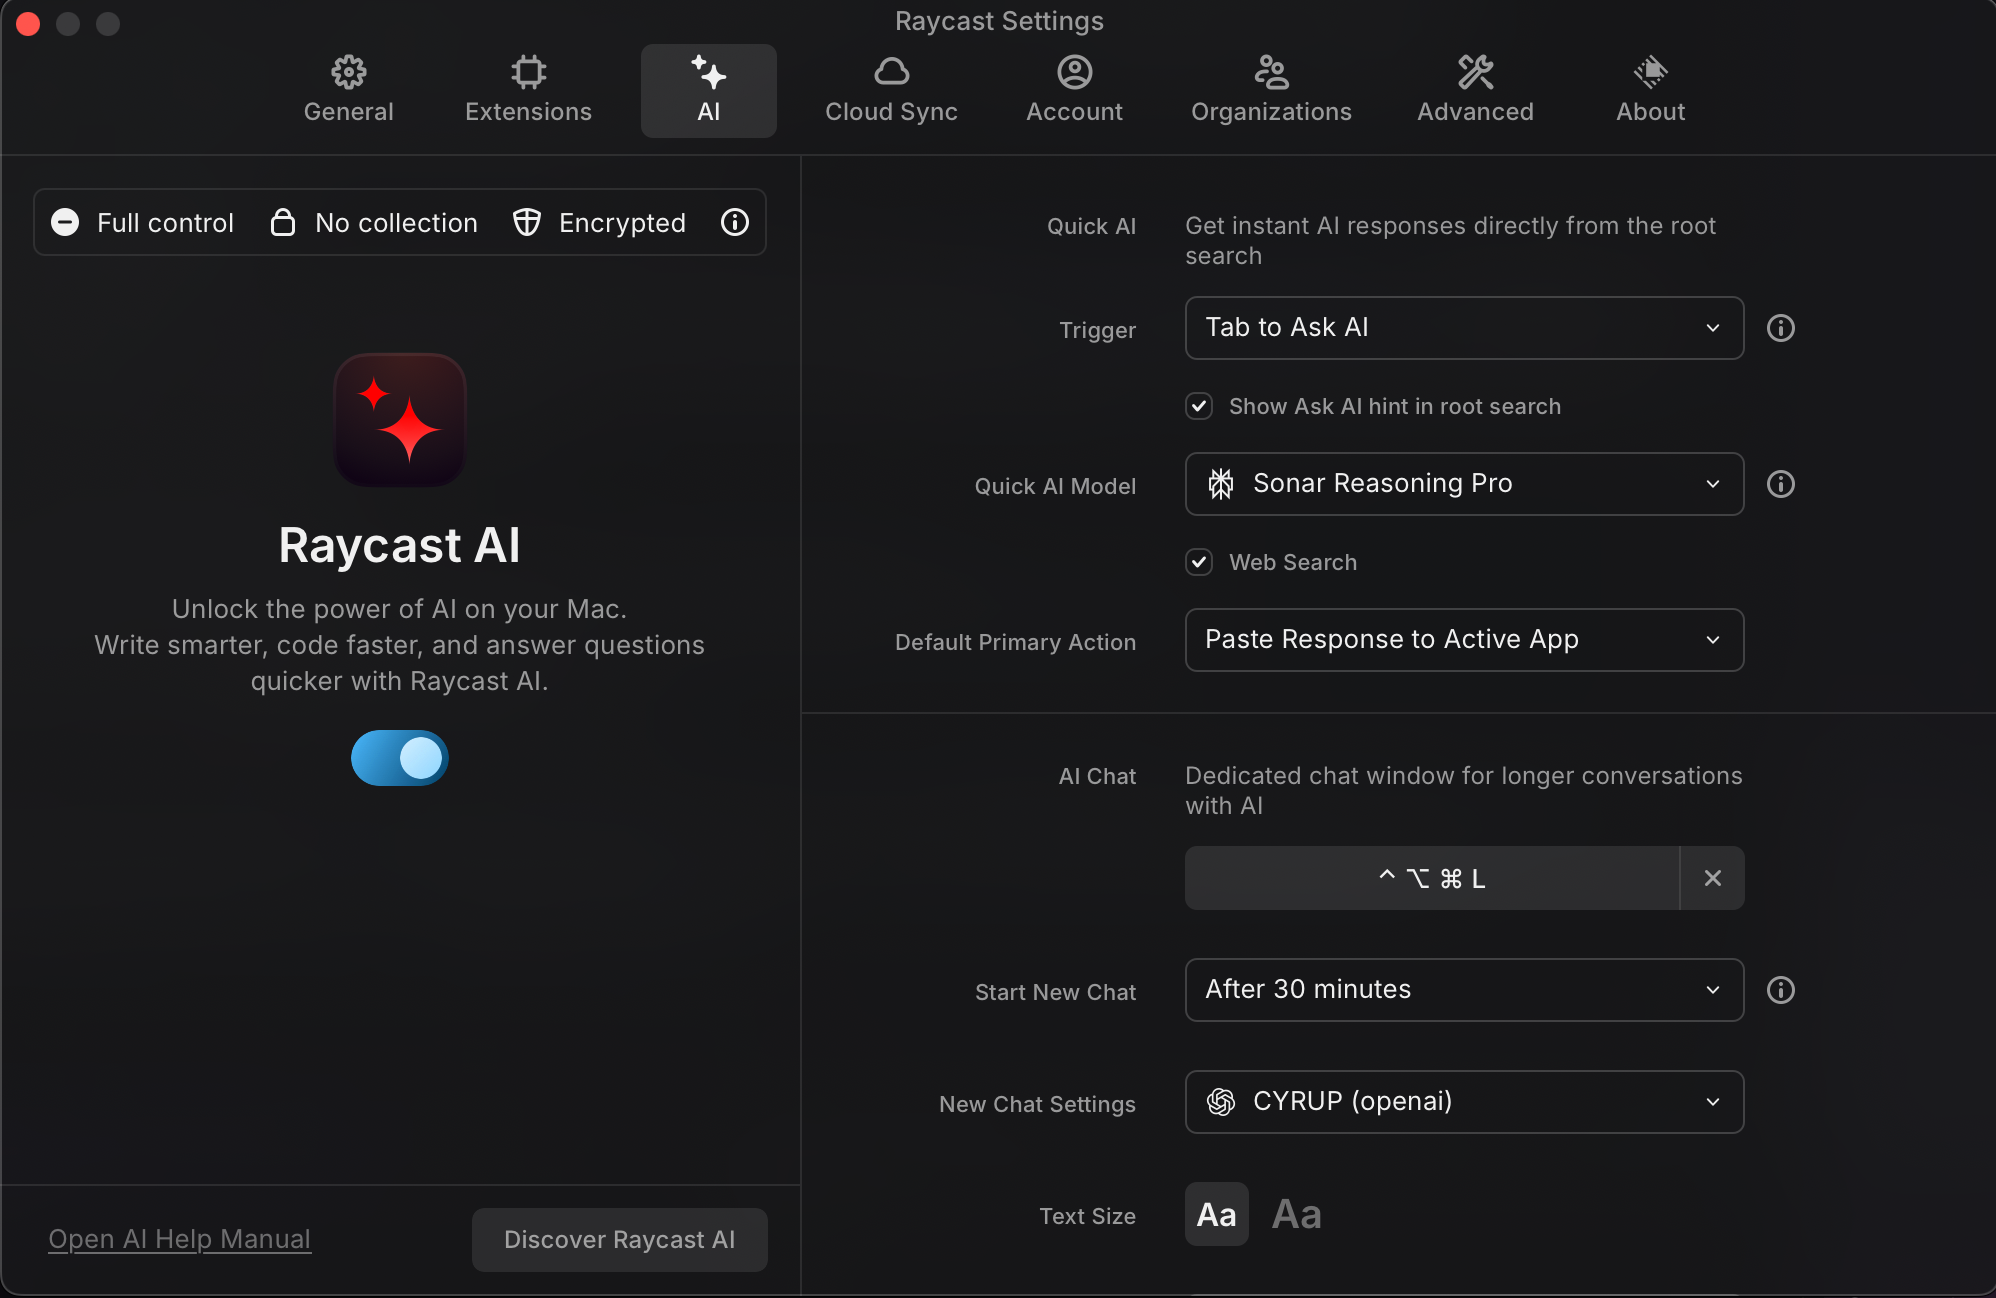 Raycast Settings
General
Extensions
AI
Cloud Sync
Account
Organizations
Advanced
About
Full control
No collection
Encrypted
Raycast AI
Unlock the power of AI on your Mac.
Write smarter, code faster, and answer questions
quicker with Raycast AI.
Open AI Help Manual
Discover Raycast AI
Quick AI
Get instant AI responses directly from the root
search
Trigger
Tab to Ask AI
Show Ask AI hint in root search
Quick AI Model
Sonar Reasoning Pro
Web Search
Default Primary Action
Paste Response to Active App
AI Chat
Dedicated chat window for longer conversations
with AI
^ ⌥ ⌘ L
Start New Chat
After 30 minutes
New Chat Settings
CYRUP (openai)
Text Size
Aa
Aa